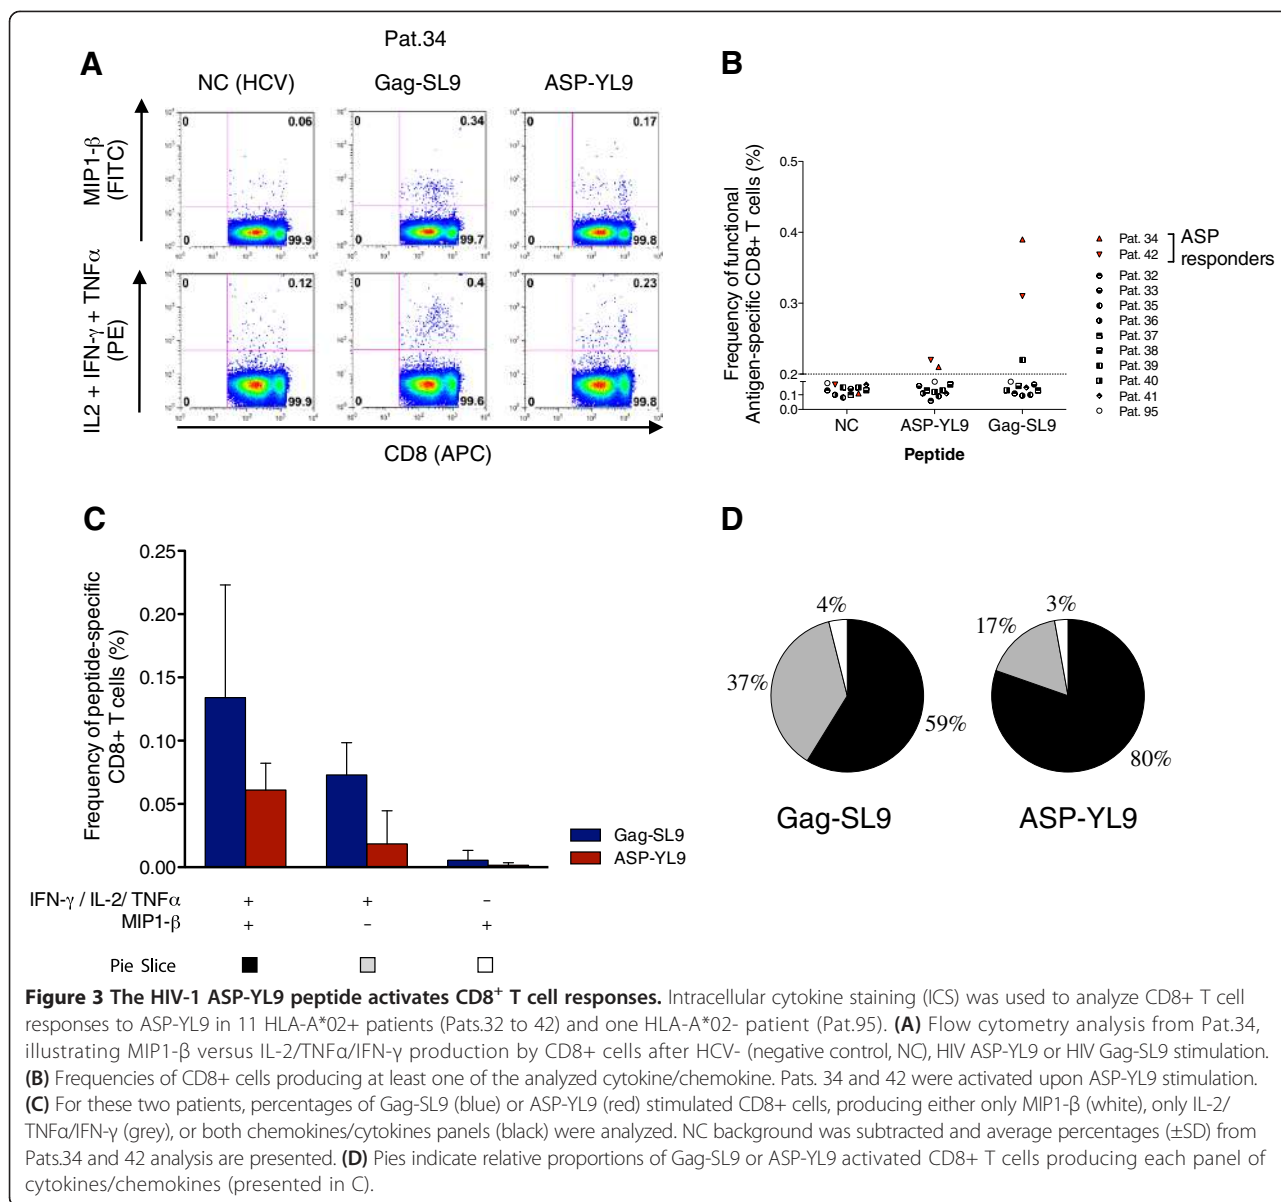 A
Pat.34
NC (HCV)
Gag-SL9
ASP-YL9
MIP1-β
(FITC)
0 0.06
0 99.9
0 0.34
0 99.7
0 0.17
0 99.8
IL2 + IFN-γ + TNFα
(PE)
0 0.12
0 99.9
0 0.4
0 99.6
0 0.23
0 99.8
CD8 (APC)
B
Frequency of functional
Antigen-specific CD8+ T cells (%)
0.5
0.4
0.3
0.2
0.1
0.0
NC ASP-YL9 Gag-SL9
Peptide
Pat. 34
Pat. 42
ASP
responders
Pat. 32
Pat. 33
Pat. 35
Pat. 36
Pat. 37
Pat. 38
Pat. 39
Pat. 40
Pat. 41
Pat. 95
C
Frequency of peptide-specific
CD8+ T cells (%)
0.25
0.20
0.15
0.10
0.05
0.00
Gag-SL9
ASP-YL9
IFN-γ / IL-2/ TNFα + + –
MIP1-β + – +
Pie Slice
D
4%
37%
59%
Gag-SL9
3%
17%
80%
ASP-YL9
Figure 3 The HIV-1 ASP-YL9 peptide activates CD8+ T cell responses. Intracellular cytokine staining (ICS) was used to analyze CD8+ T cell
responses to ASP-YL9 in 11 HLA-A*02+ patients (Pats.32 to 42) and one HLA-A*02- patient (Pat.95). (A) Flow cytometry analysis from Pat.34,
illustrating MIP1-β versus IL-2/TNFα/IFN-γ production by CD8+ cells after HCV- (negative control, NC), HIV ASP-YL9 or HIV Gag-SL9 stimulation.
(B) Frequencies of CD8+ cells producing at least one of the analyzed cytokine/chemokine. Pats. 34 and 42 were activated upon ASP-YL9 stimulation.
(C) For these two patients, percentages of Gag-SL9 (blue) or ASP-YL9 (red) stimulated CD8+ cells, producing either only MIP1-β (white), only IL-2/
TNFα/IFN-γ (grey), or both chemokines/cytokines panels (black) were analyzed. NC background was subtracted and average percentages (±SD) from
Pats.34 and 42 analysis are presented. (D) Pies indicate relative proportions of Gag-SL9 or ASP-YL9 activated CD8+ T cells producing each panel of
cytokines/chemokines (presented in C).